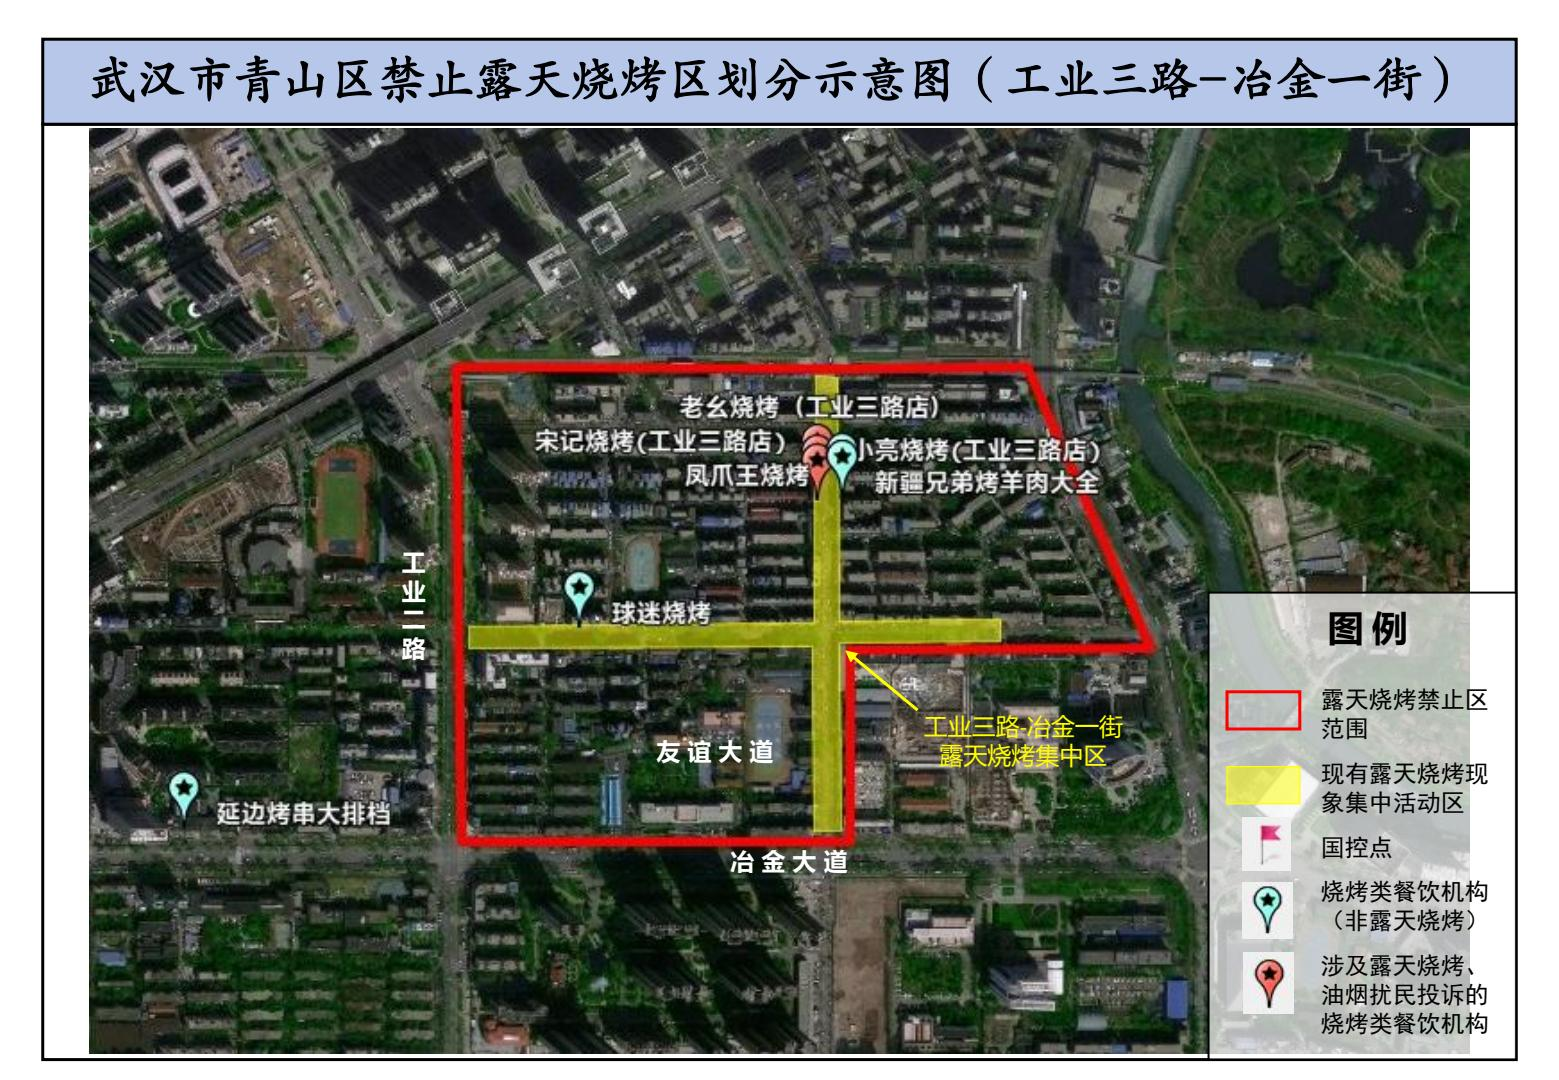 武汉市青山区禁止露天烧烤区划分示意图（工业三路-冶金一街）
老幺烧烤（工业三路店）
宋记烧烤(工业三路店)
小亮烧烤(工业三路店)
凤爪王烧烤
新疆兄弟烤羊肉大全
工业二路
球迷烧烤
工业三路-冶金一街
露天烧烤集中区
友谊大道
延边烤串大排档
冶金大道
图例
露天烧烤禁止区
范围
现有露天烧烤现
象集中活动区
国控点
烧烤类餐饮机构
（非露天烧烤）
涉及露天烧烤、
油烟扰民投诉的
烧烤类餐饮机构